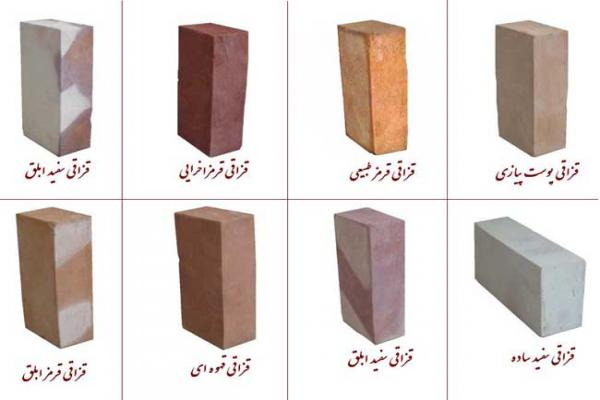 قزاقی پوست پیازی
قزاقی قرمز طبیعی
قزاقی قرمز اخرایی
قزاقی سفید ابلق
قزاقی سفید ساده
قزاقی سفید ابلق
قزاقی قهوه ای
قزاقی قرمز ابلق